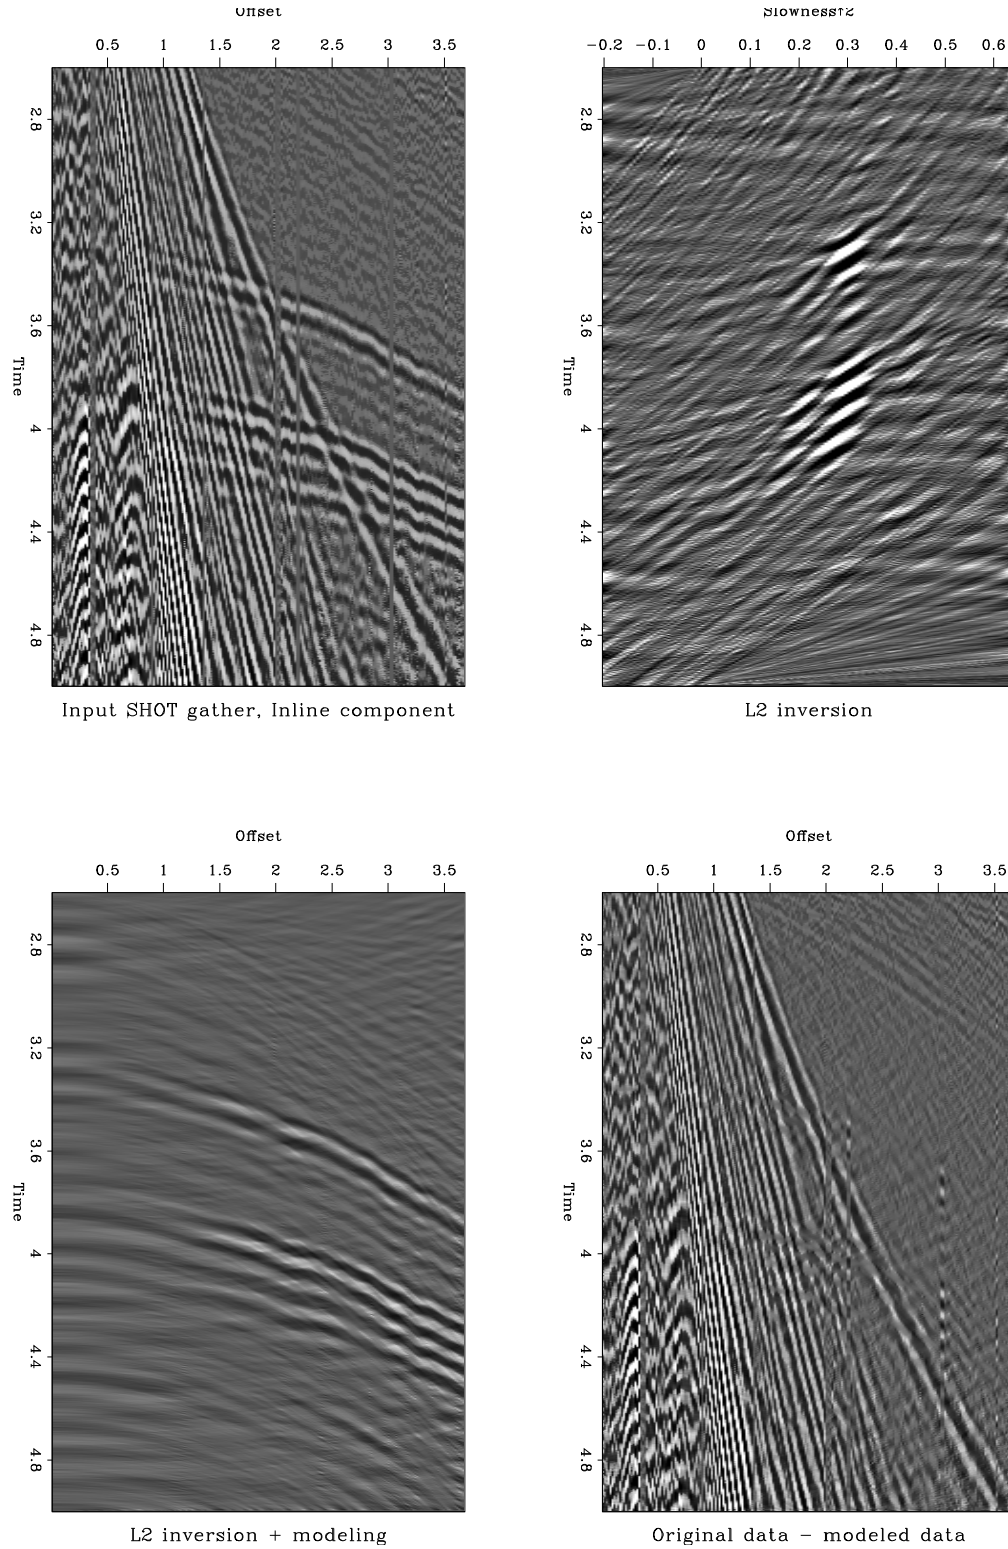 Offset
0.5 1 1.5 2 2.5 3 3.5
2.8 3.2 3.6 4 4.4 4.8
Time
Input SHOT gather, Inline component
Slowness↑2
−0.2 −0.1 0 0.1 0.2 0.3 0.4 0.5 0.6
2.8 3.2 3.6 4 4.4 4.8
Time
L2 inversion
Offset
0.5 1 1.5 2 2.5 3 3.5
2.8 3.2 3.6 4 4.4 4.8
Time
L2 inversion + modeling
Offset
0.5 1 1.5 2 2.5 3 3.5
2.8 3.2 3.6 4 4.4 4.8
Time
Original data − modeled data